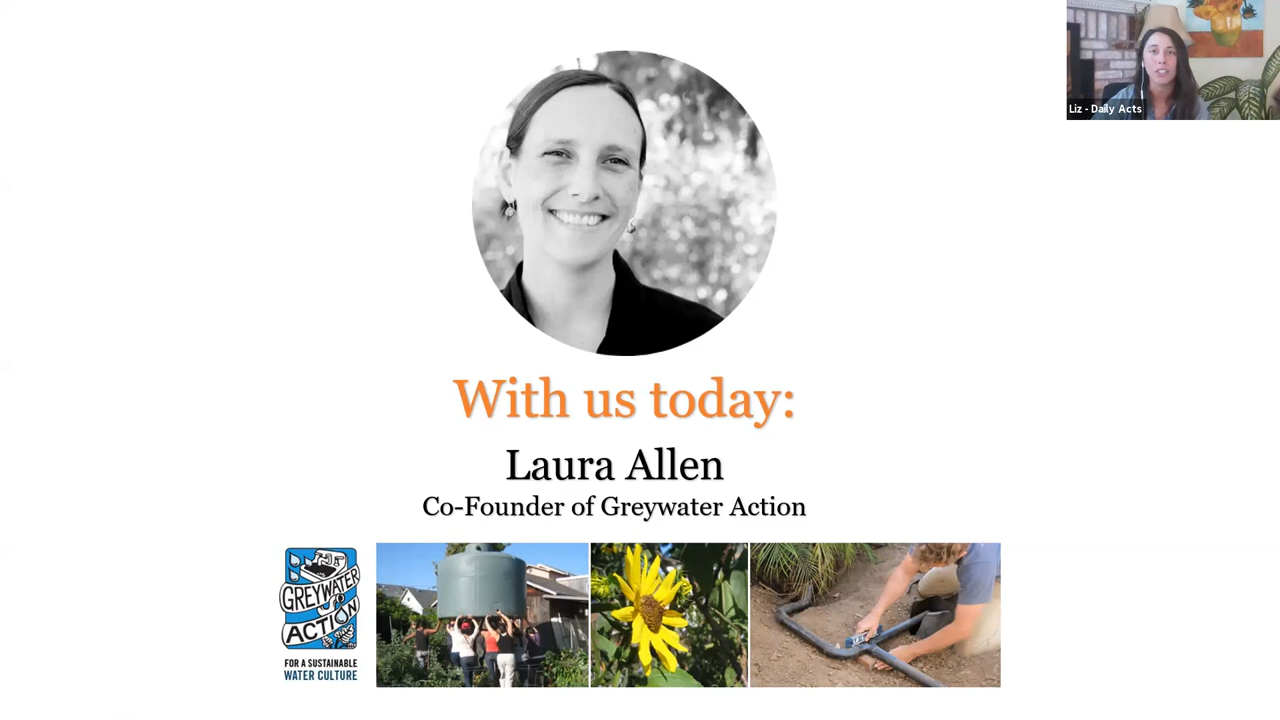 Liz - Daily Acts
With us today:
Laura Allen
Co-Founder of Greywater Action
GREYWATER
ACTION
FOR A SUSTAINABLE
WATER CULTURE